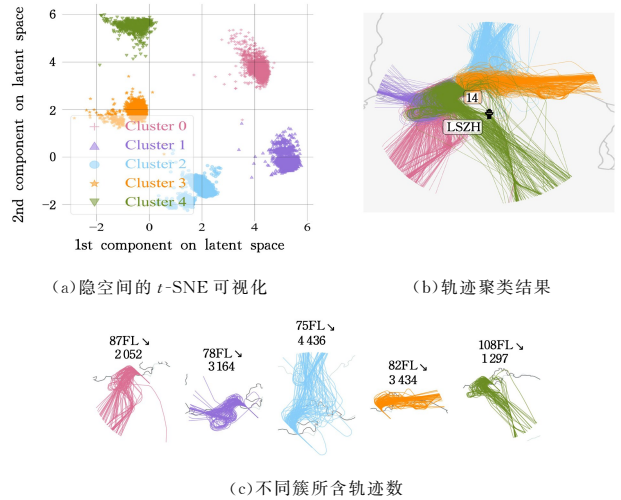 2nd component on latent space
6
4
2
0
−2
Cluster 0
Cluster 1
Cluster 2
Cluster 3
Cluster 4
−2 0 2 4 6
1st component on latent space
(a)隐空间的 t-SNE 可视化
14
LSZH
(b)轨迹聚类结果
87FL↘
2 052
78FL↘
3 164
75FL↘
4 436
82FL↘
3 434
108FL↘
1 297
(c)不同簇所含轨迹数